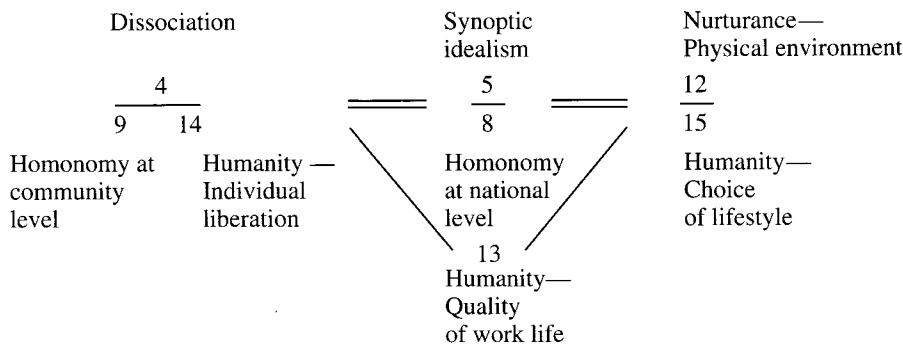 Dissociation
Synoptic
idealism
Nurturance—
Physical environment
4
9 14
5
8
12
15
Homonomy at
community
level
Humanity —
Individual
liberation
Homonomy
at national
level
Humanity—
Choice
of lifestyle
13
Humanity—
Quality
of work life